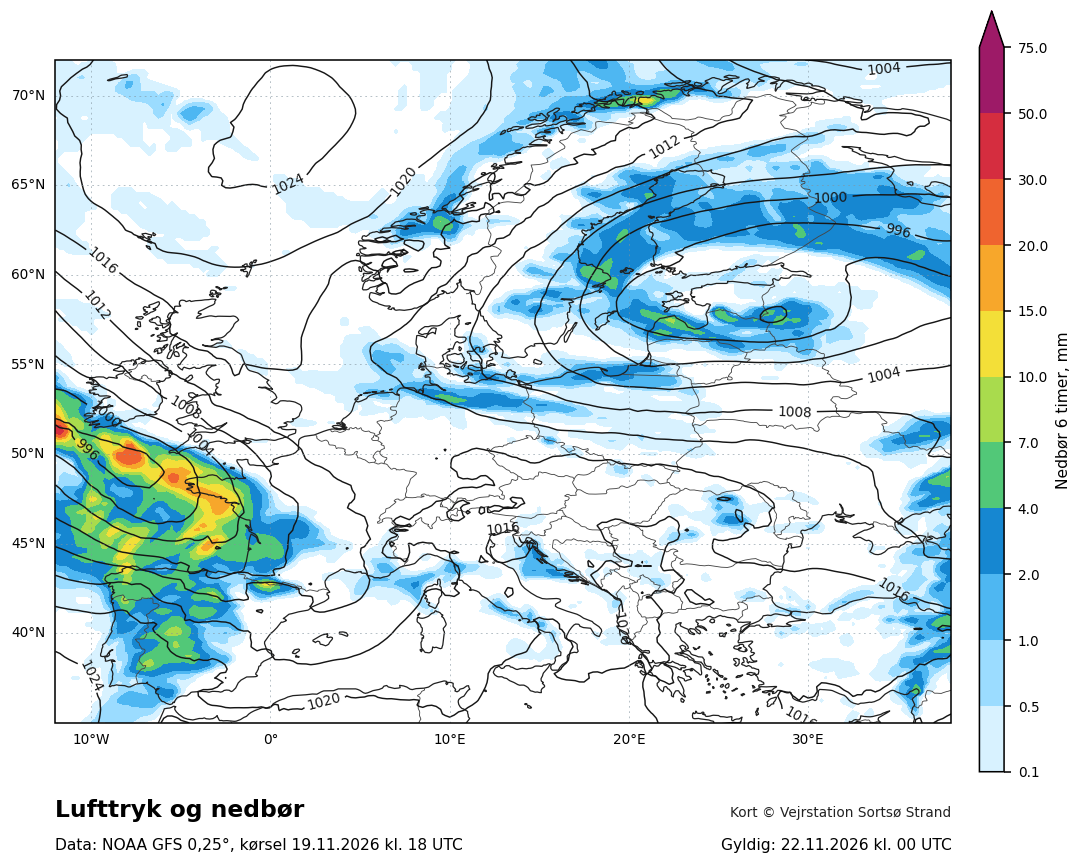 1004
70°N
1012
1024
1020
65°N
1000
996
1016
60°N
1012
55°N
1004
1008
1008
1000
1004
996
50°N
1016
45°N
1016
40°N
1020
1024
1020
1016
10°W
0°
10°E
20°E
30°E
75.0
50.0
30.0
20.0
15.0
10.0
7.0
4.0
2.0
1.0
0.5
0.1
Nedbør 6 timer, mm
Lufttryk og nedbør
Kort © Vejrstation Sortsø Strand
Data: NOAA GFS 0,25°, kørsel 19.11.2026 kl. 18 UTC
Gyldig: 22.11.2026 kl. 00 UTC